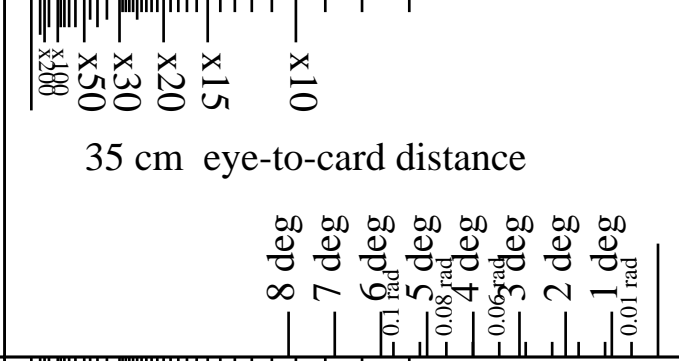 x200 x100 x50 x30 x20 x15 x10
35 cm eye-to-card distance
8 deg 7 deg 6 deg 5 deg 4 deg 3 deg 2 deg 1 deg
0.1 rad 0.08 rad 0.06 rad 0.01 rad